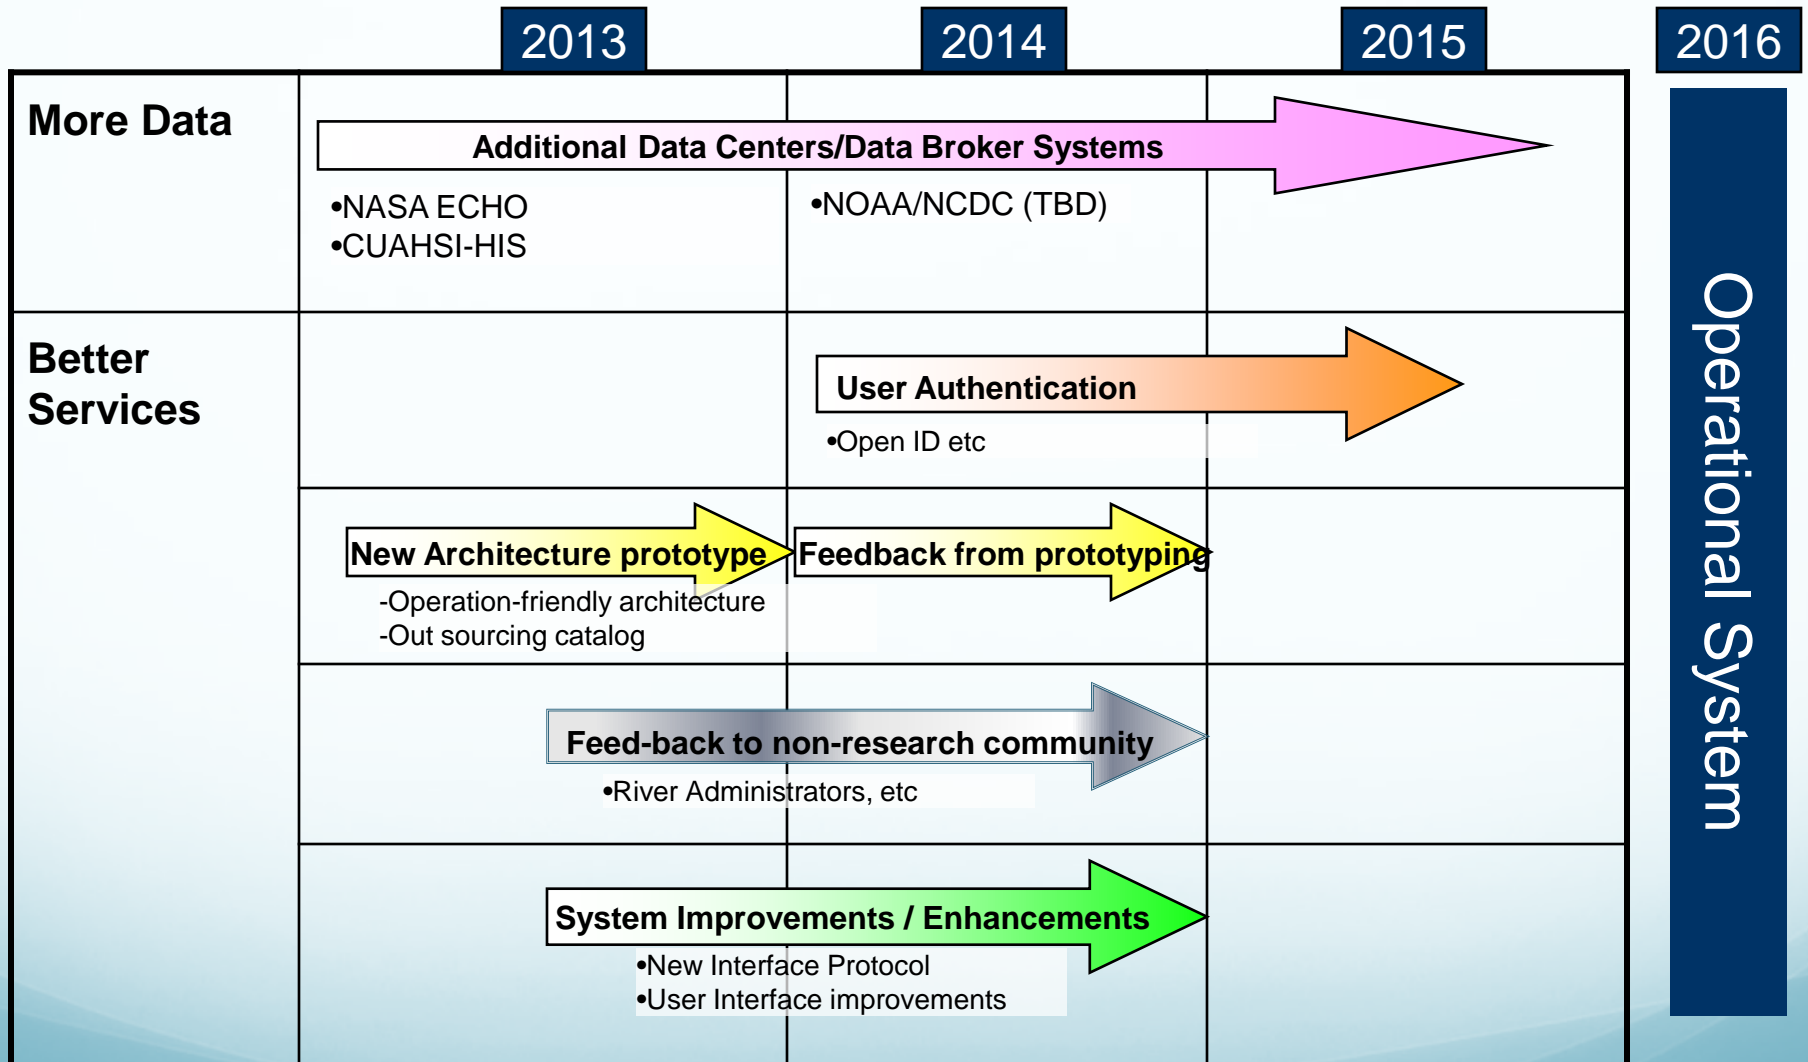 2013
2014
2015
2016
More Data
Additional Data Centers/Data Broker Systems
•NASA ECHO
•CUAHSI-HIS
•NOAA/NCDC (TBD)
Better
Services
User Authentication
•Open ID etc
New Architecture prototype
Feedback from prototyping
-Operation-friendly architecture
-Out sourcing catalog
Feed-back to non-research community
•River Administrators, etc
System Improvements / Enhancements
•New Interface Protocol
•User Interface improvements
Operational System